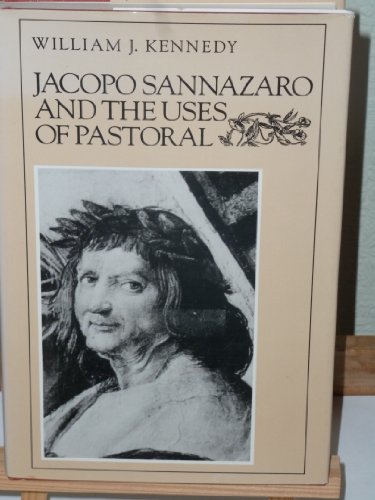 WILLIAM J. KENNEDY
JACOPO SANNAZARO
AND THE USES
OF PASTORAL